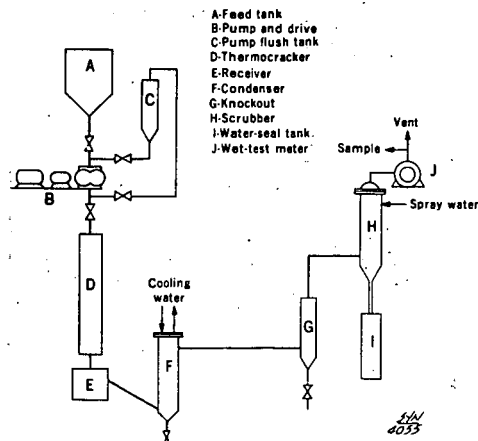 A-Feed tank
B-Pump and drive
C-Pump flush tank
D-Thermocracker
E-Receiver
F-Condenser
G-Knockout
H-Scrubber
I-Water-seal tank
J-Wet-test meter
A
C
B
Vent
Sample
J
Spray water
H
D
Cooling
water
G
I
F
E
4055